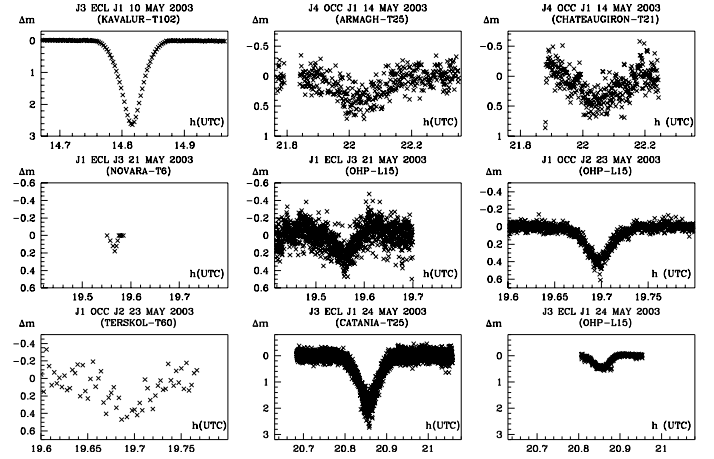 J3 ECL J1 10 MAY 2003
(KAVALUR-T102)
Δm
0
1
2
3
h(UTC)
14.7 14.8 14.9
J4 OCC J1 14 MAY 2003
(ARMAGH-T25)
Δm
-0.5
0
0.5
1
h(UTC)
21.8 22 22.2
J4 OCC J1 14 MAY 2003
(CHATEAUGIRON-T21)
Δm
-0.5
0
0.5
1
h(UTC)
21.8 22 22.2
J1 ECL J3 21 MAY 2003
(NOVARA-T6)
Δm
-0.6
-0.4
-0.2
0
0.2
0.4
0.6
h(UTC)
19.5 19.6 19.7
J1 ECL J3 21 MAY 2003
(OHP-L15)
Δm
-0.6
-0.4
-0.2
0
0.2
0.4
0.6
h(UTC)
19.5 19.6 19.7
J1 OCC J2 23 MAY 2003
(OHP-L15)
Δm
-0.4
-0.2
0
0.2
0.4
0.6
h(UTC)
19.6 19.65 19.7 19.75
J1 OCC J2 23 MAY 2003
(TERSKOL-T60)
Δm
-0.4
-0.2
0
0.2
0.4
0.6
h(UTC)
19.6 19.65 19.7 19.75
J3 ECL J1 24 MAY 2003
(CATANIA-T25)
Δm
0
1
2
3
h (UTC)
20.7 20.8 20.9 21
J3 ECL J1 24 MAY 2003
(OHP-L15)
Δm
0
1
2
3
h (UTC)
20.7 20.8 20.9 21